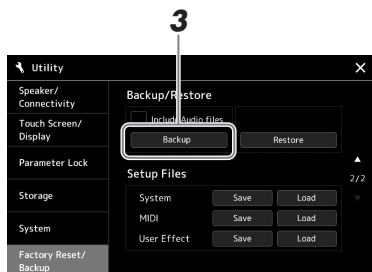 3
Utility
Speaker/
Connectivity
Touch Screen/
Display
Parameter Lock
Storage
System
Factory Reset/
Backup
Backup/Restore
Include Audio files
Backup
Restore
2/2
Setup Files
System
Save
Load
MIDI
Save
Load
User Effect
Save
Load